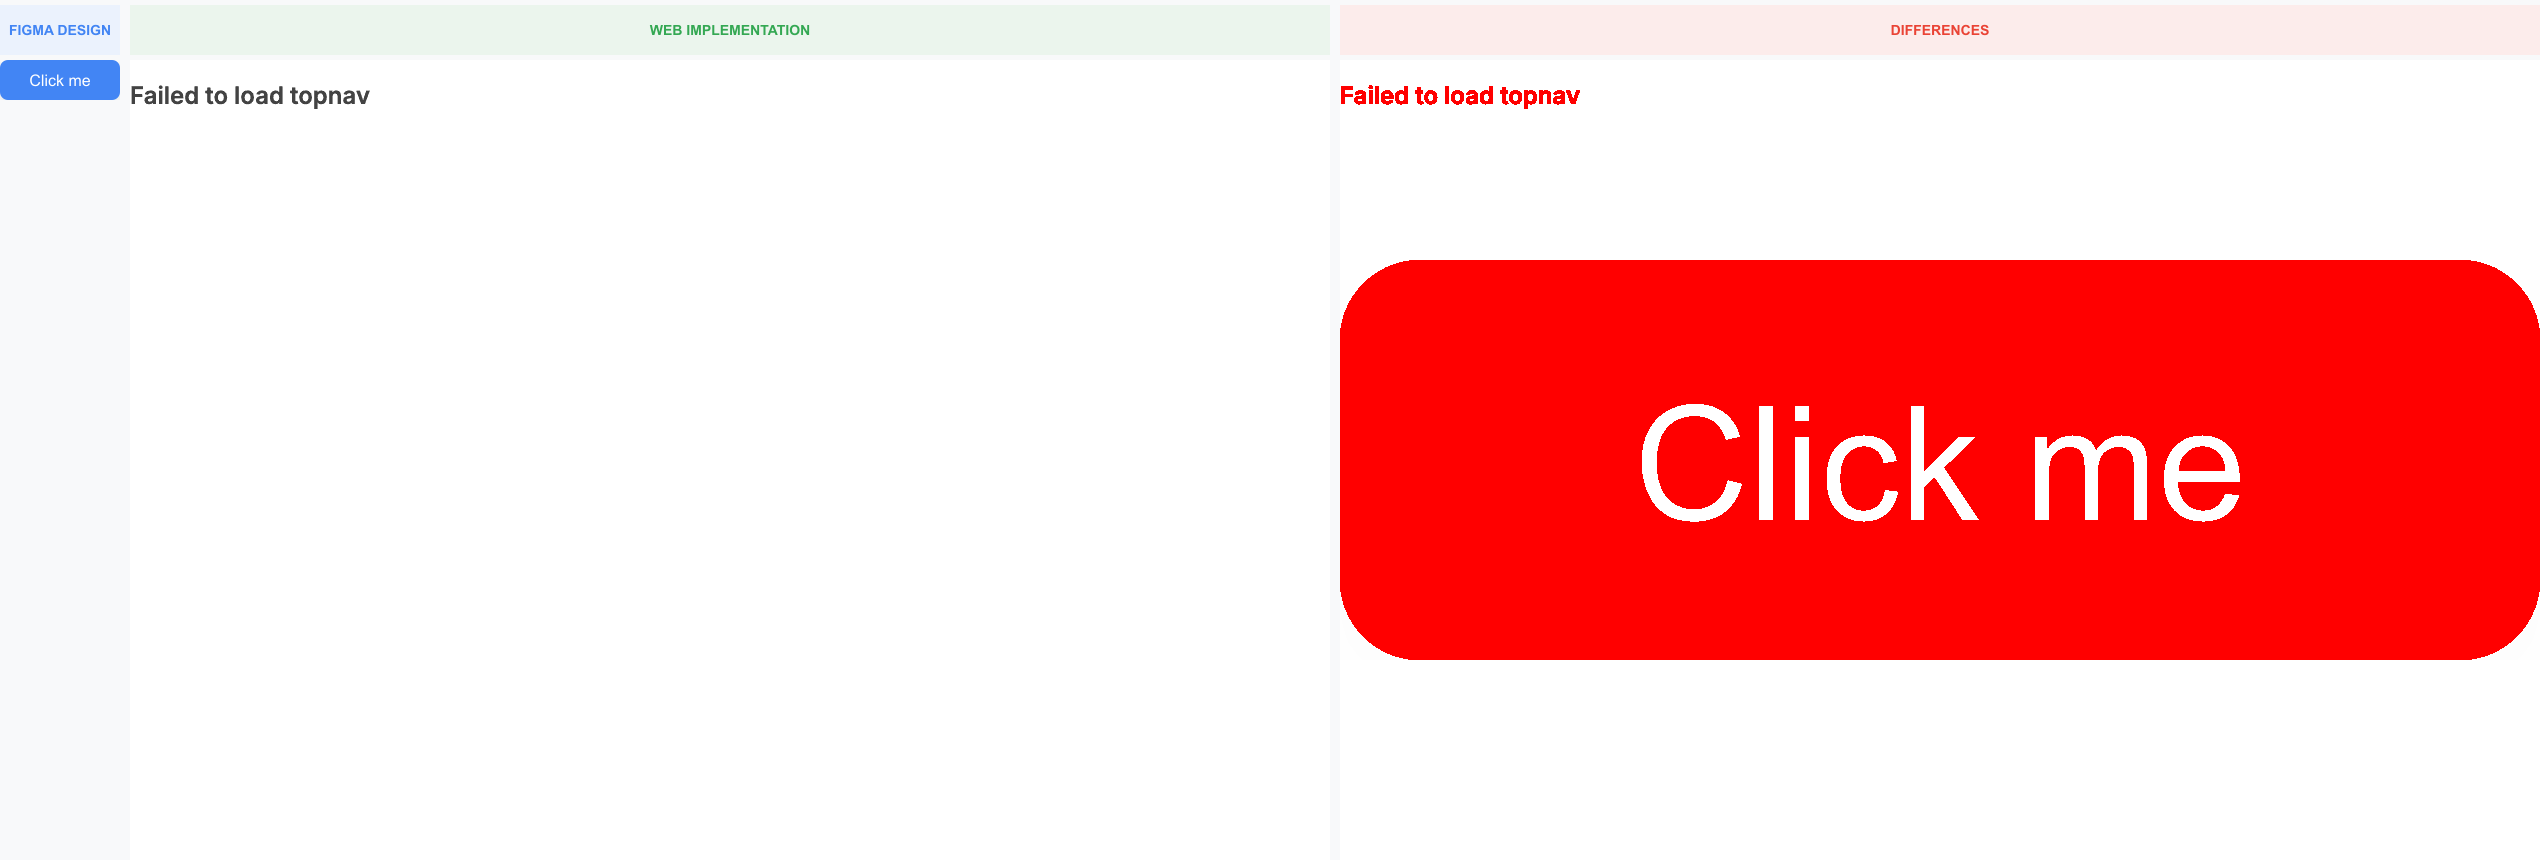 FIGMA DESIGN
WEB IMPLEMENTATION
DIFFERENCES
Click me
Failed to load topnav
Failed to load topnav
Click me